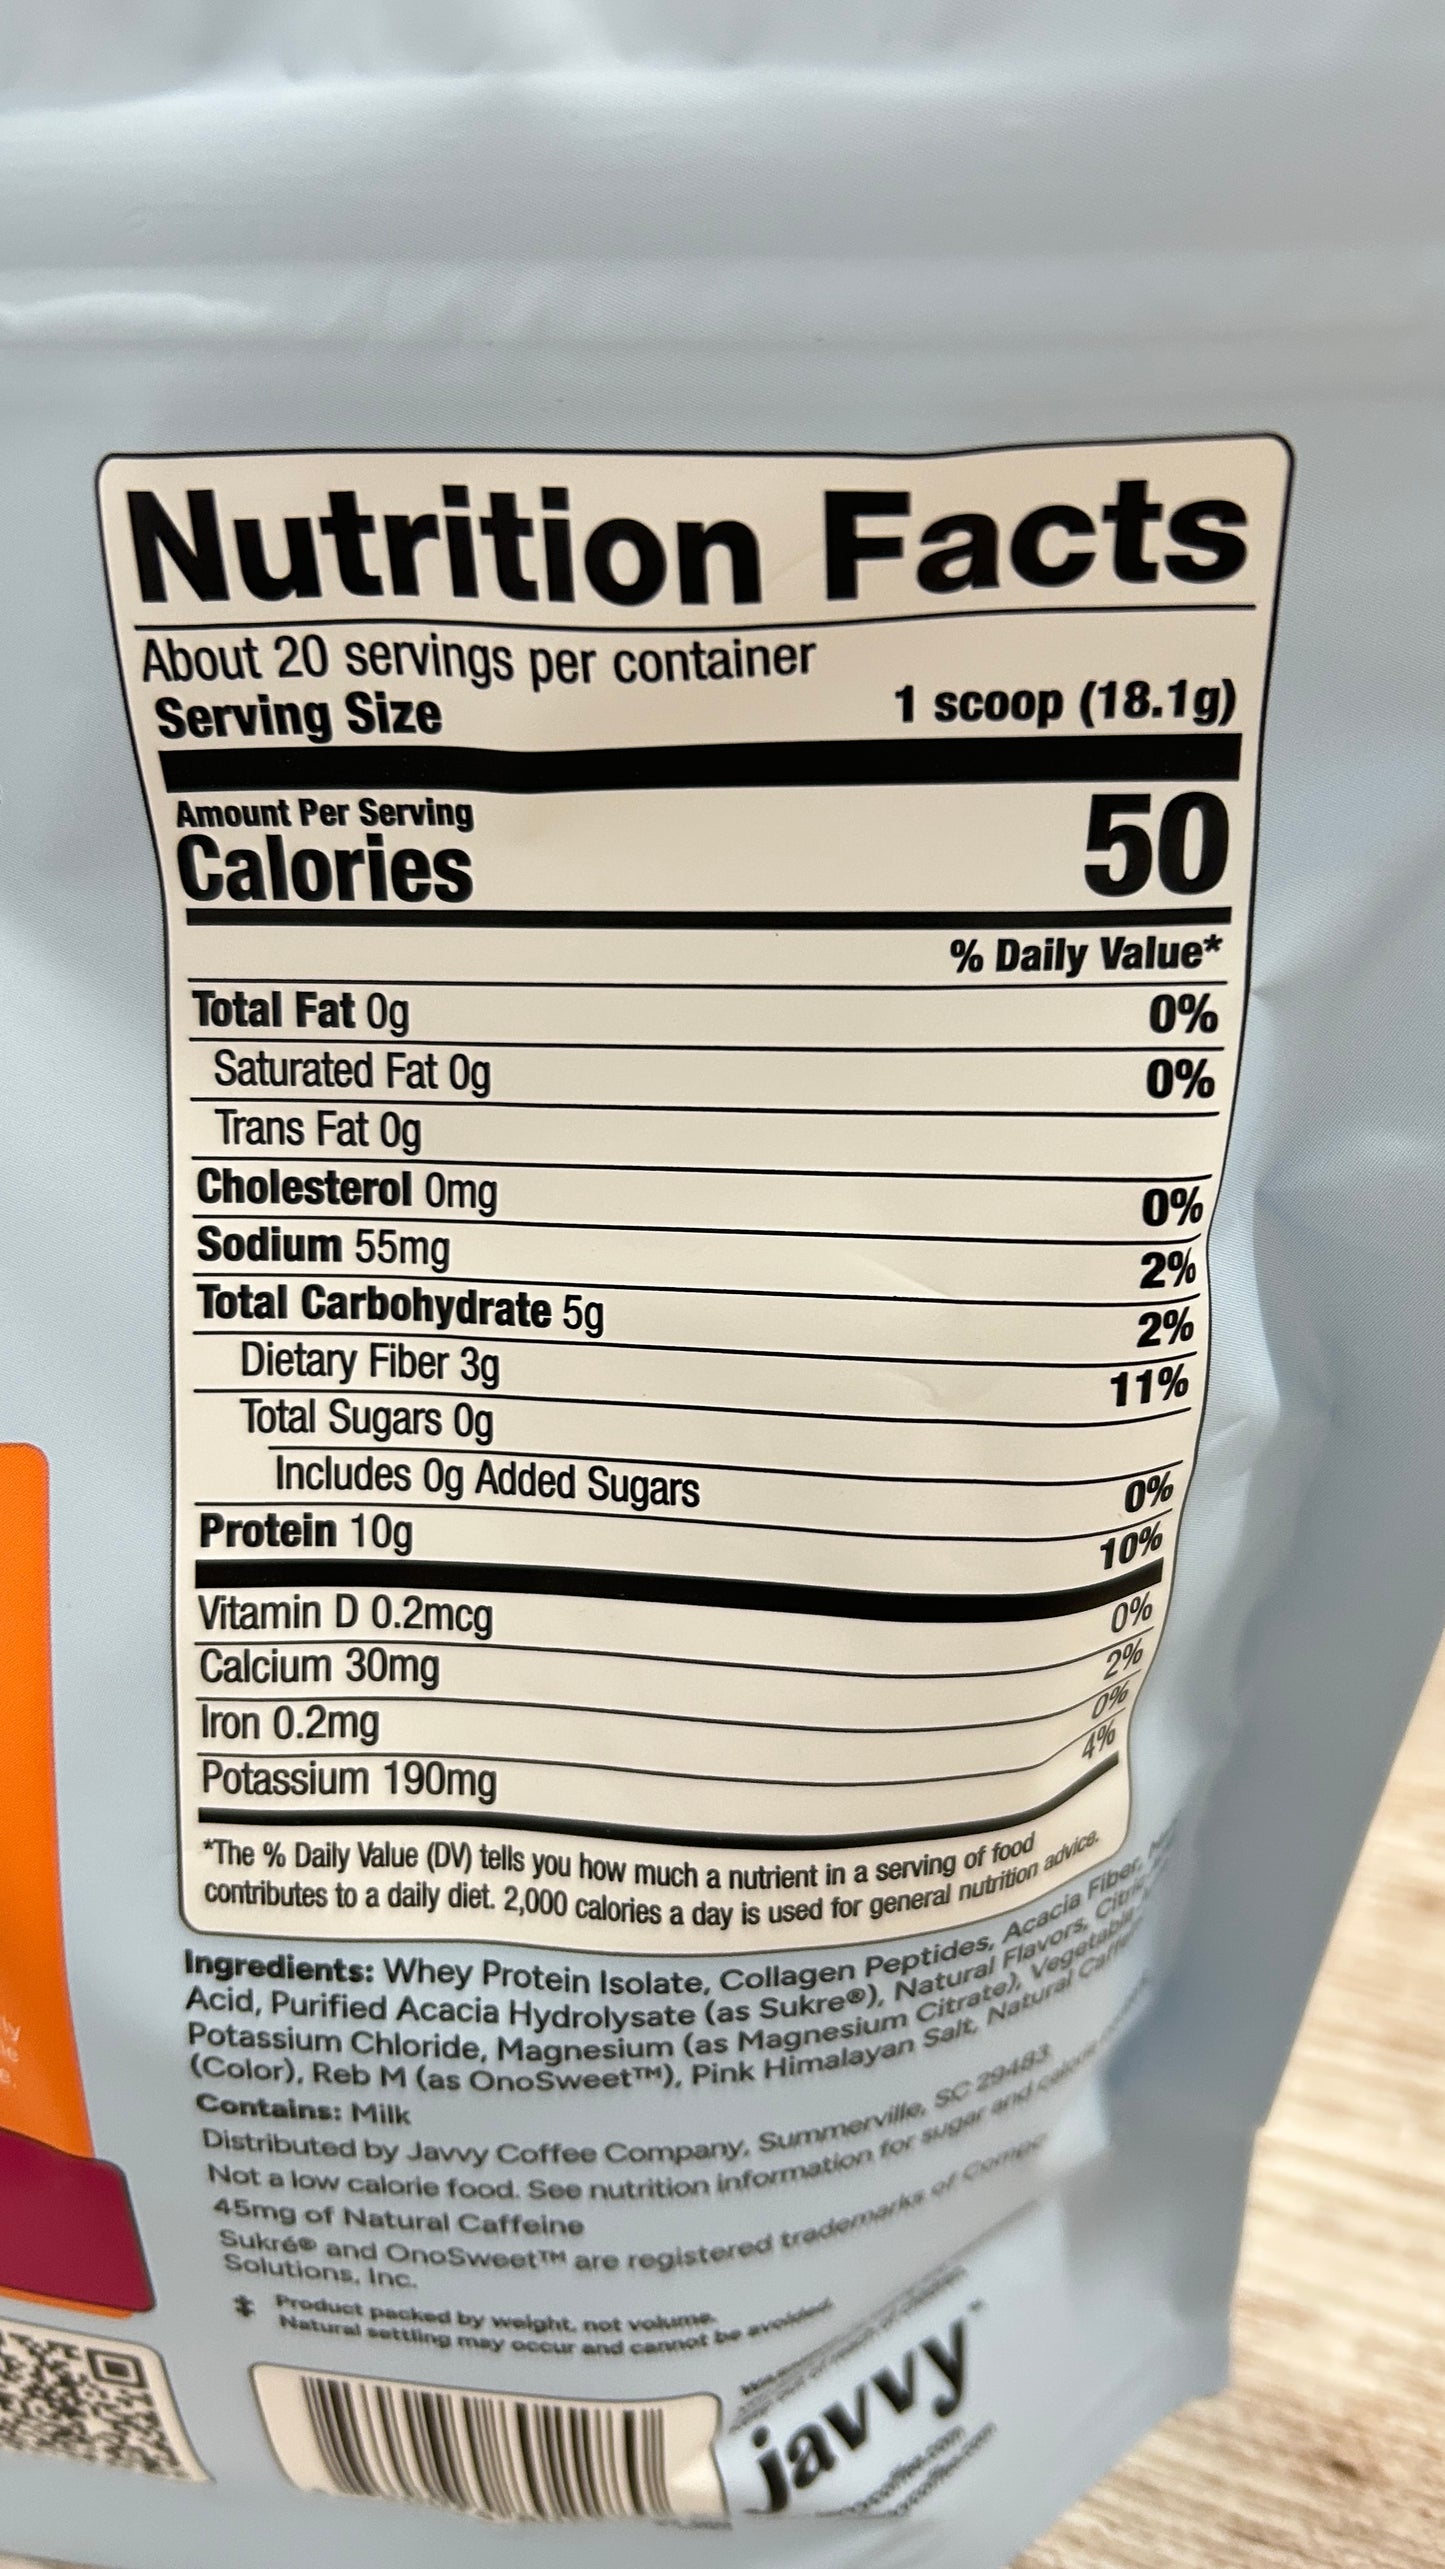 Nutrition Facts
About 20 servings per container
Serving Size 1 scoop (18.1g)
Amount Per Serving
Calories 50
% Daily Value*
Total Fat 0g 0%
Saturated Fat 0g 0%
Trans Fat 0g
Cholesterol 0mg 0%
Sodium 55mg 2%
Total Carbohydrate 5g 2%
Dietary Fiber 3g 11%
Total Sugars 0g
Includes 0g Added Sugars 0%
Protein 10g 10%
Vitamin D 0.2mcg 0%
Calcium 30mg 2%
Iron 0.2mg 0%
Potassium 190mg 4%
*The % Daily Value (DV) tells you how much a nutrient in a serving of food
contributes to a daily diet. 2,000 calories a day is used for general nutrition advice.
Ingredients: Whey Protein Isolate, Collagen Peptides, Acacia Fiber,
Acid, Purified Acacia Hydrolysate (as Sukre®), Natural Flavors,
Potassium Chloride, Magnesium (as Magnesium Citrate), Vegetable
(Color), Reb M (as OnoSweet™), Pink Himalayan Salt, Natural
Contains: Milk
Distributed by Javvy Coffee Company, Summerville, SC 29483
Not a low calorie food. See nutrition information for sugar and
45mg of Natural Caffeine
Sukré® and OnoSweet™ are registered trademarks of
Solutions, Inc.
‡ Product packed by weight, not volume.
Natural settling may occur and cannot be avoided.
javvy™